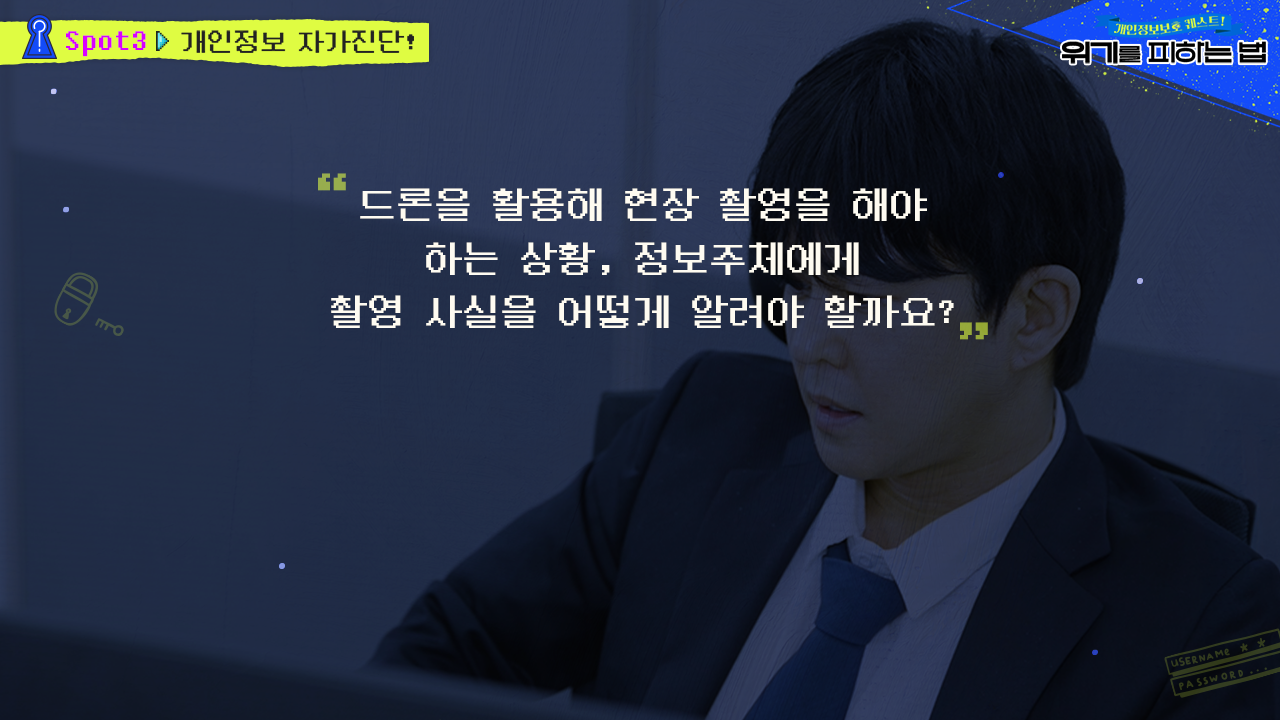 Spot3 개인정보 자가진단!
개인정보보호 퀘스트!
위기를 피하는 법
“드론을 활용해 현장 촬영을 해야
하는 상황, 정보주체에게
촬영 사실을 어떻게 알려야 할까요?”
USERNAME ★ ★
PASSWORD ...